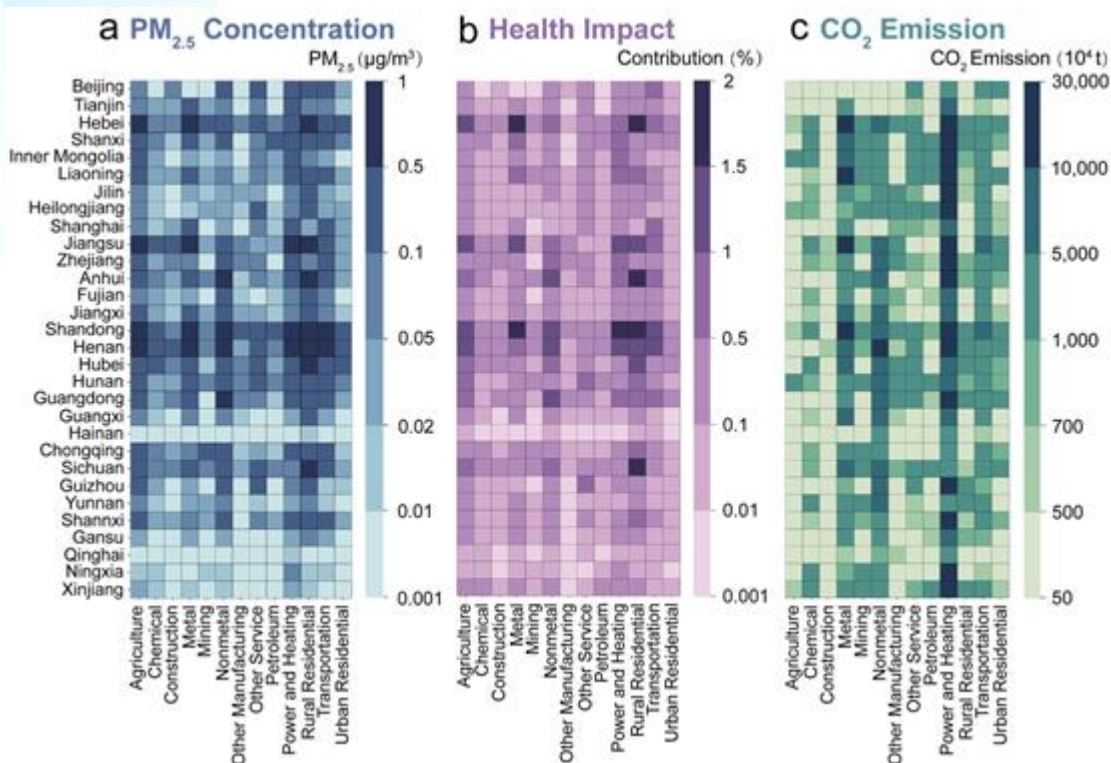 a PM2.5 Concentration
PM2.5 (μg/m³)
b Health Impact
Contribution (%)
c CO2 Emission
CO2 Emission (10⁴ t)
Beijing
Tianjin
Hebei
Shanxi
Inner Mongolia
Liaoning
Jilin
Heilongjiang
Shanghai
Jiangsu
Zhejiang
Anhui
Fujian
Jiangxi
Shandong
Henan
Hubei
Hunan
Guangdong
Guangxi
Hainan
Chongqing
Sichuan
Guizhou
Yunnan
Shannxi
Gansu
Qinghai
Ningxia
Xinjiang
1
0.5
0.1
0.05
0.02
0.01
0.001
2
1.5
1
0.5
0.1
0.01
0.001
30,000
10,000
5,000
1,000
700
500
50
Agriculture
Chemical
Construction
Metal
Mining
Nonmetal
Other Manufacturing
Other Service
Petroleum
Power and Heating
Rural Residential
Transportation
Urban Residential
Agriculture
Chemical
Construction
Metal
Mining
Nonmetal
Other Manufacturing
Other Service
Petroleum
Power and Heating
Rural Residential
Transportation
Urban Residential
Agriculture
Chemical
Construction
Metal
Mining
Nonmetal
Other Manufacturing
Other Service
Petroleum
Power and Heating
Rural Residential
Transportation
Urban Residential